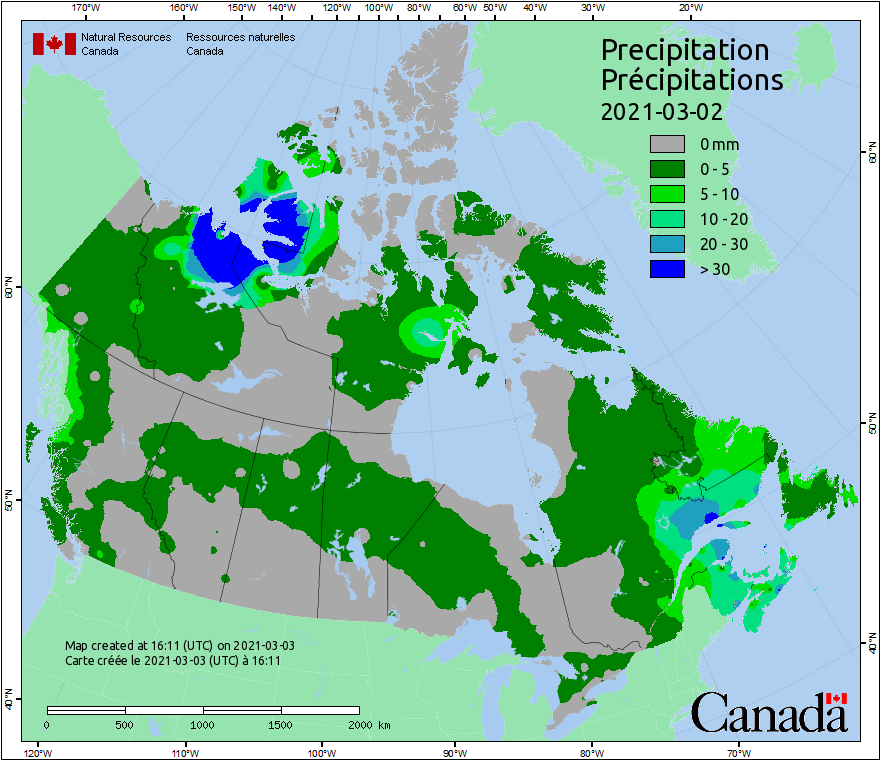 170°W 160°W 150°W 140°W 130°W 120°W 110°W 100°W 90°W 80°W 70°W 60°W 50°W 40°W 30°W 20°W
Natural Resources Ressources naturelles
Canada Canada
Precipitation
Précipitations
2021-03-02
0 mm
0 - 5
5 - 10
10 - 20
20 - 30
> 30
60°N
60°N
50°N
50°N
40°N
40°N
Map created at 16:11 (UTC) on 2021-03-03
Carte créée le 2021-03-03 (UTC) à 16:11
0 500 1000 1500 2000 km
Canada
120°W 110°W 100°W 90°W 80°W 70°W